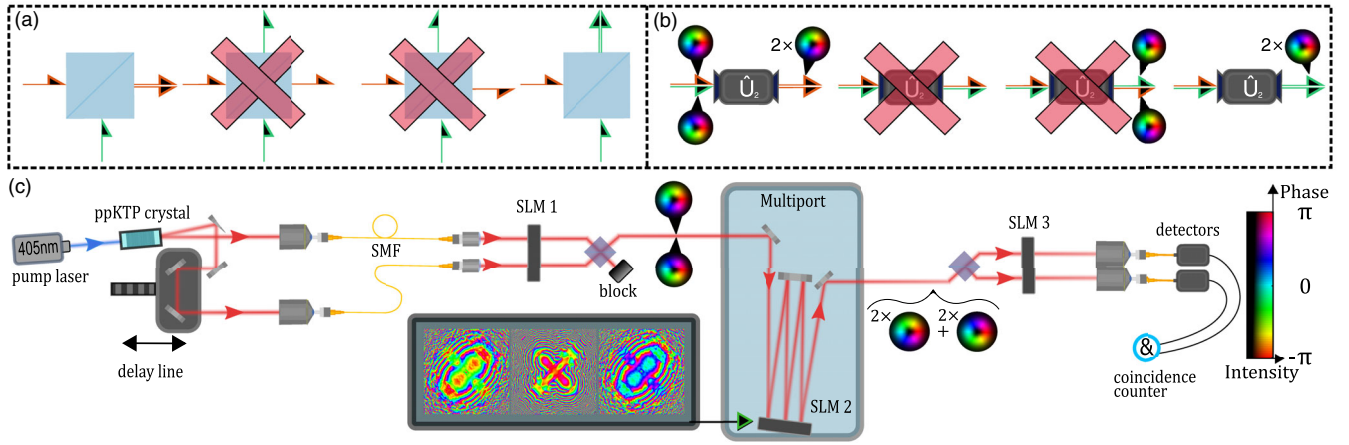 (a)
(b)
2×
Û₂
Û₂
Û₂
2×
Û₂
(c)
ppKTP crystal
405nm
pump laser
delay line
SMF
SLM 1
block
Multiport
SLM 2
2× + 2×
SLM 3
detectors
&
coincidence
counter
Phase
π
0
-π
Intensity